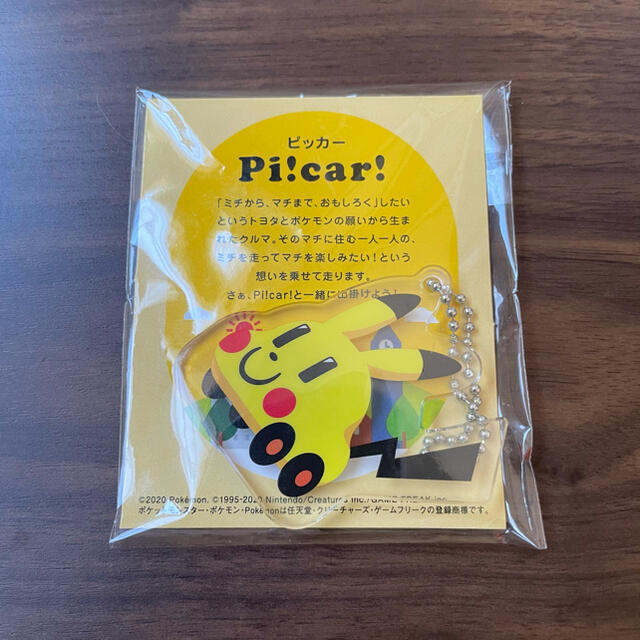 ピッカー
Pi!car!
「ミチから、マチまで、おもしろく」したい
というトヨタとポケモンの願いから生ま
れたクルマ。そのマチに住む一人一人の、
ミチを走ってマチを楽しみたい！という
想いを乗せて走ります。
さぁ、Pi!car!と一緒に出掛けよう！
©2020 Pokémon. ©1995-2020 Nintendo/Creatures Inc./GAME FREAK inc.
ポケットモンスター・ポケモン・Pokémonは任天堂・クリーチャーズ・ゲームフリークの登録商標です。